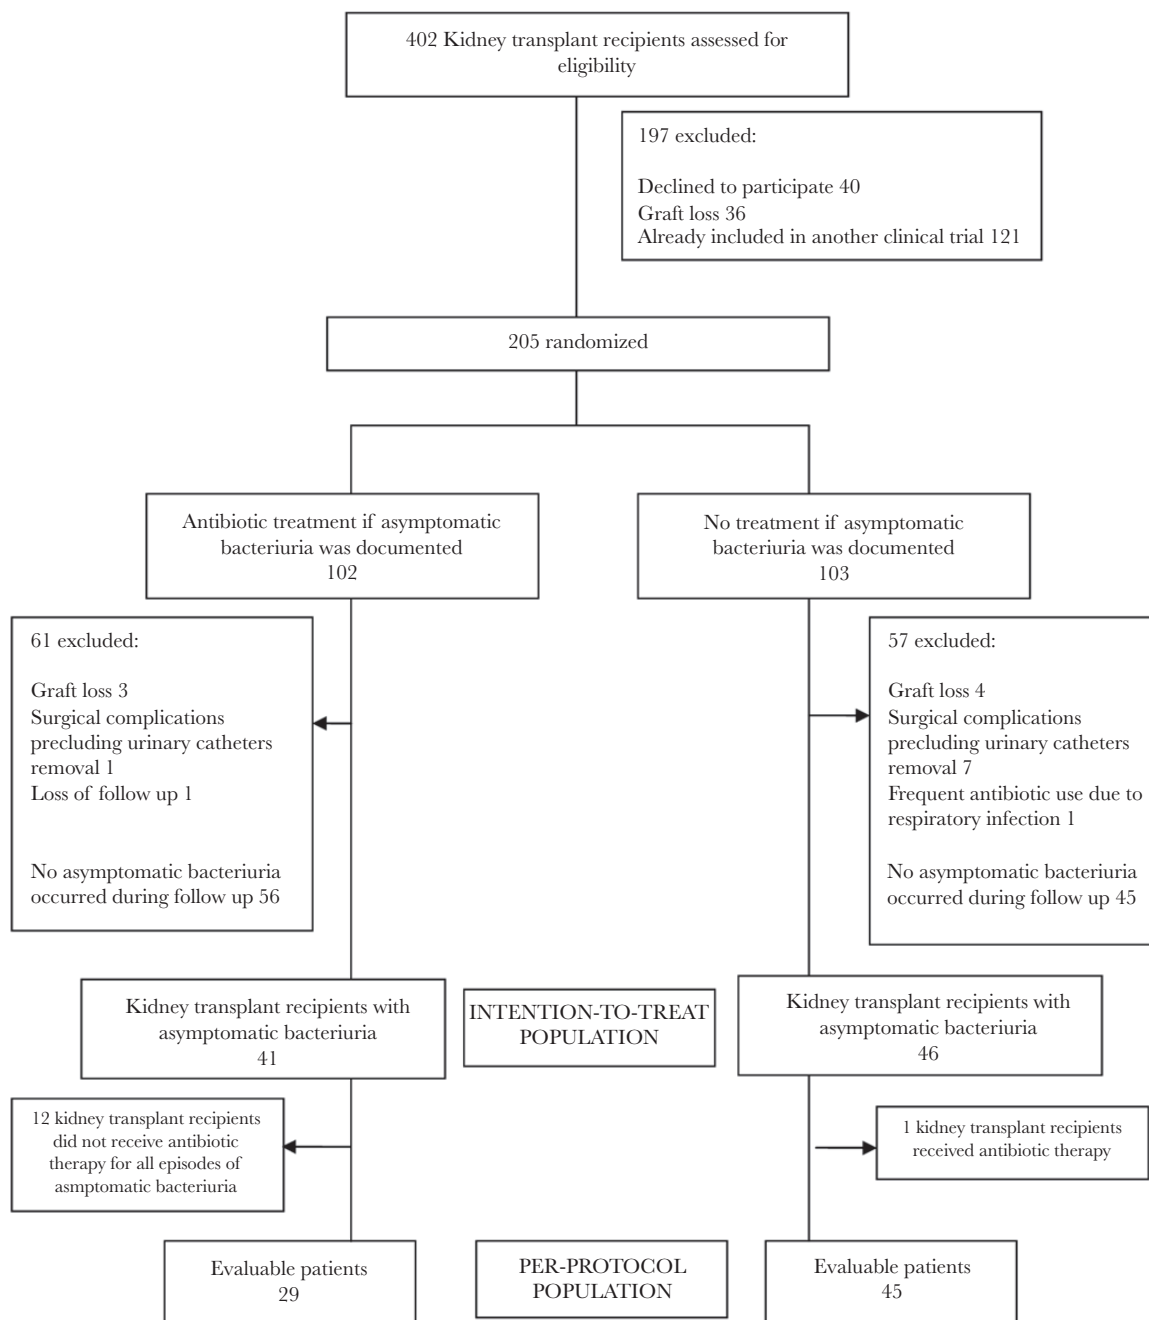 402 Kidney transplant recipients assessed for
eligibility
197 excluded:
Declined to participate 40
Graft loss 36
Already included in another clinical trial 121
205 randomized
Antibiotic treatment if asymptomatic
bacteriuria was documented
102
No treatment if asymptomatic
bacteriuria was documented
103
61 excluded:
Graft loss 3
Surgical complications
precluding urinary catheters
removal 1
Loss of follow up 1
No asymptomatic bacteriuria
occurred during follow up 56
57 excluded:
Graft loss 4
Surgical complications
precluding urinary catheters
removal 7
Frequent antibiotic use due to
respiratory infection 1
No asymptomatic bacteriuria
occurred during follow up 45
Kidney transplant recipients with
asymptomatic bacteriuria
41
INTENTION-TO-TREAT
POPULATION
Kidney transplant recipients with
asymptomatic bacteriuria
46
12 kidney transplant recipients
did not receive antibiotic
therapy for all episodes of
asmptomatic bacteriuria
1 kidney transplant recipients
received antibiotic therapy
Evaluable patients
29
PER-PROTOCOL
POPULATION
Evaluable patients
45